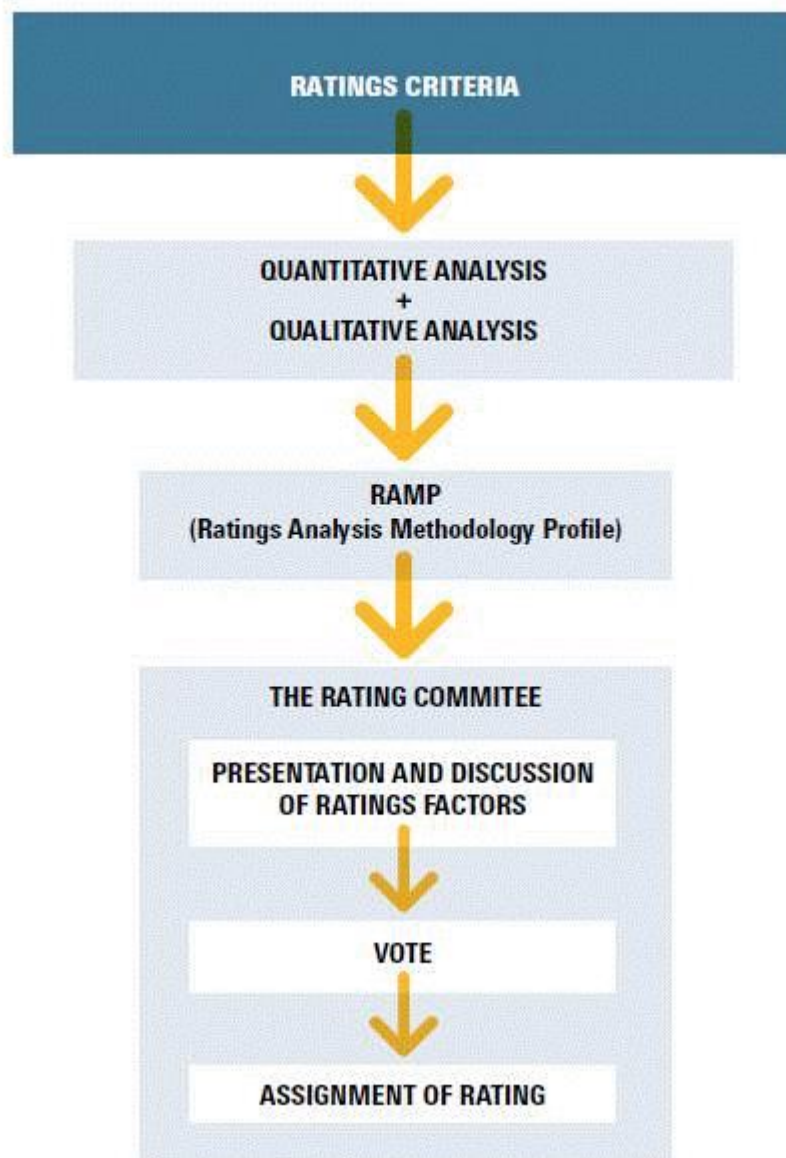 RATINGS CRITERIA
QUANTITATIVE ANALYSIS
+
QUALITATIVE ANALYSIS
RAMP
(Ratings Analysis Methodology Profile)
THE RATING COMMITEE
PRESENTATION AND DISCUSSION
OF RATINGS FACTORS
VOTE
ASSIGNMENT OF RATING